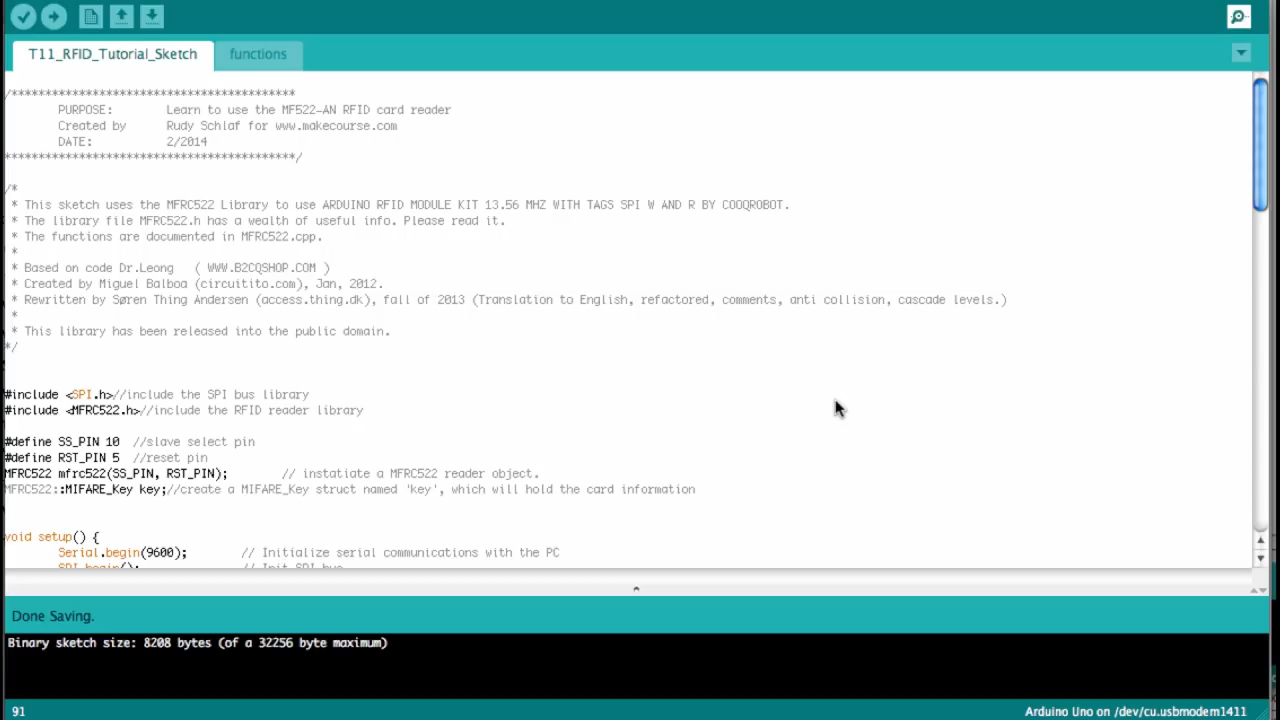 T11_RFID_Tutorial_Sketch functions
/******************************************
PURPOSE: Learn to use the MF522-AN RFID card reader
Created by Rudy Schlaf for www.makecourse.com
DATE: 2/2014
*******************************************/
/*
* This sketch uses the MFRC522 Library to use ARDUINO RFID MODULE KIT 13.56 MHZ WITH TAGS SPI W AND R BY COOQROBOT.
* The library file MFRC522.h has a wealth of useful info. Please read it.
* The functions are documented in MFRC522.cpp.
*
* Based on code Dr.Leong ( WWW.B2CQSHOP.COM )
* Created by Miguel Balboa (circuitito.com), Jan, 2012.
* Rewritten by Søren Thing Andersen (access.thing.dk), fall of 2013 (Translation to English, refactored, comments, anti collision, cascade levels.)
*
* This library has been released into the public domain.
*/
#include <SPI.h>//include the SPI bus library
#include <MFRC522.h>//include the RFID reader library
#define SS_PIN 10 //slave select pin
#define RST_PIN 5 //reset pin
MFRC522 mfrc522(SS_PIN, RST_PIN); // instatiate a MFRC522 reader object.
MFRC522::MIFARE_Key key;//create a MIFARE_Key struct named 'key', which will hold the card information
void setup() {
Serial.begin(9600); // Initialize serial communications with the PC
SPI.begin(); // Init SPI bus
Done Saving.
Binary sketch size: 8208 bytes (of a 32256 byte maximum)
91 Arduino Uno on /dev/cu.usbmodem1411